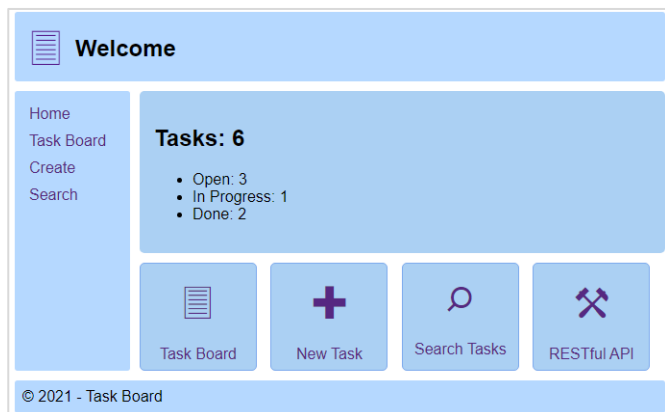 Welcome
Home
Task Board
Create
Search
Tasks: 6
Open: 3
In Progress: 1
Done: 2
Task Board
New Task
Search Tasks
RESTful API
© 2021 - Task Board